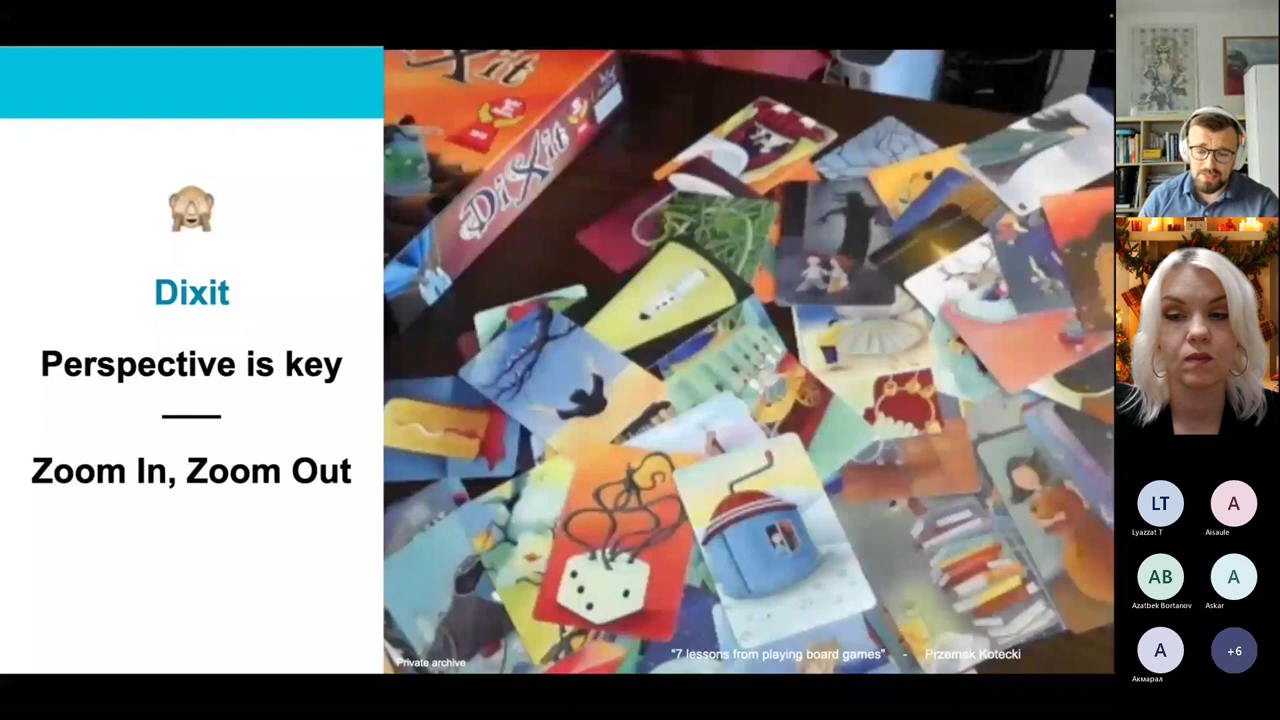 Dixit
Perspective is key
Zoom In, Zoom Out
Xit
DiXit
Private archive
"7 lessons from playing board games" - Przemek Kotecki
LT
A
Lyazzat T
Aisaule
AB
A
Azatbek Bortanov
Askar
A
+6
Акмарал